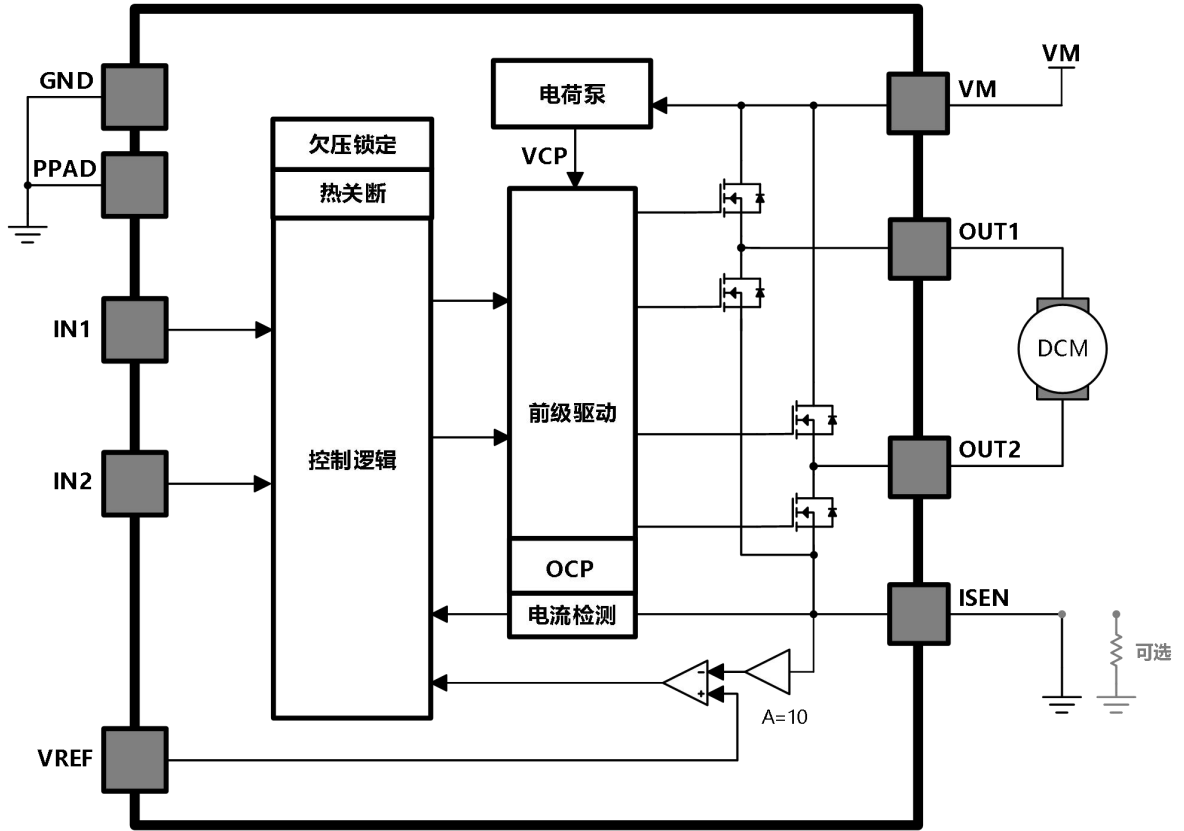 GND
PPAD
IN1
IN2
VREF
欠压锁定
热关断
控制逻辑
电荷泵
VCP
前级驱动
OCP
电流检测
-
+
A=10
VM
VM
OUT1
DCM
OUT2
ISEN
可选